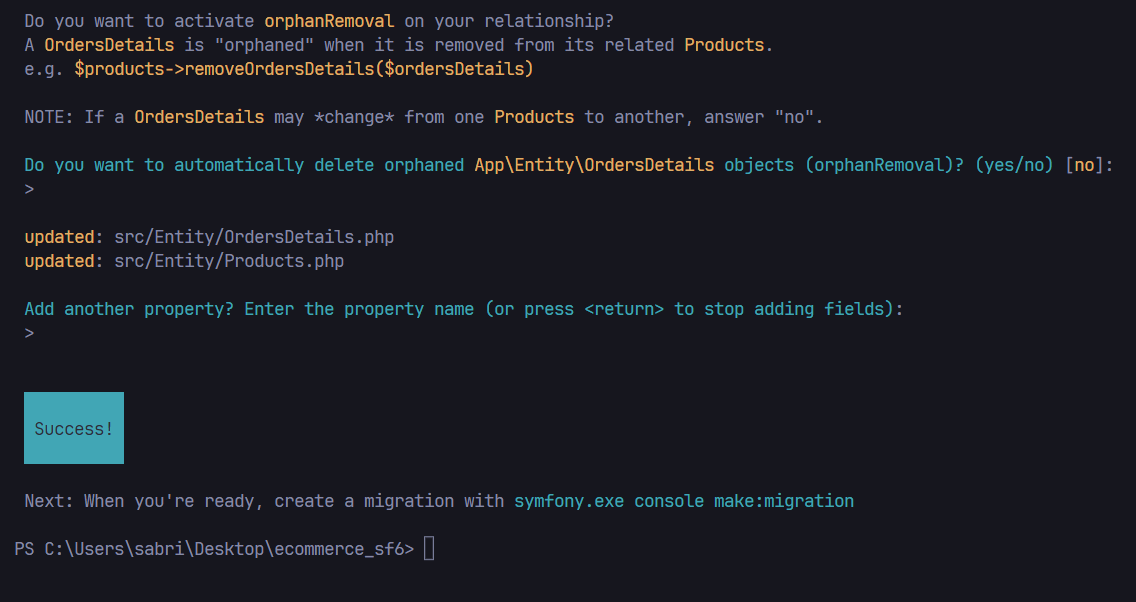 Do you want to activate orphanRemoval on your relationship?
A OrdersDetails is "orphaned" when it is removed from its related Products.
e.g. $products->removeOrdersDetails($ordersDetails)
NOTE: If a OrdersDetails may *change* from one Products to another, answer "no".
Do you want to automatically delete orphaned App\Entity\OrdersDetails objects (orphanRemoval)? (yes/no) [no]:
>
updated: src/Entity/OrdersDetails.php
updated: src/Entity/Products.php
Add another property? Enter the property name (or press <return> to stop adding fields):
>
Success!
Next: When you're ready, create a migration with symfony.exe console make:migration
PS C:\Users\sabri\Desktop\ecommerce_sf6>